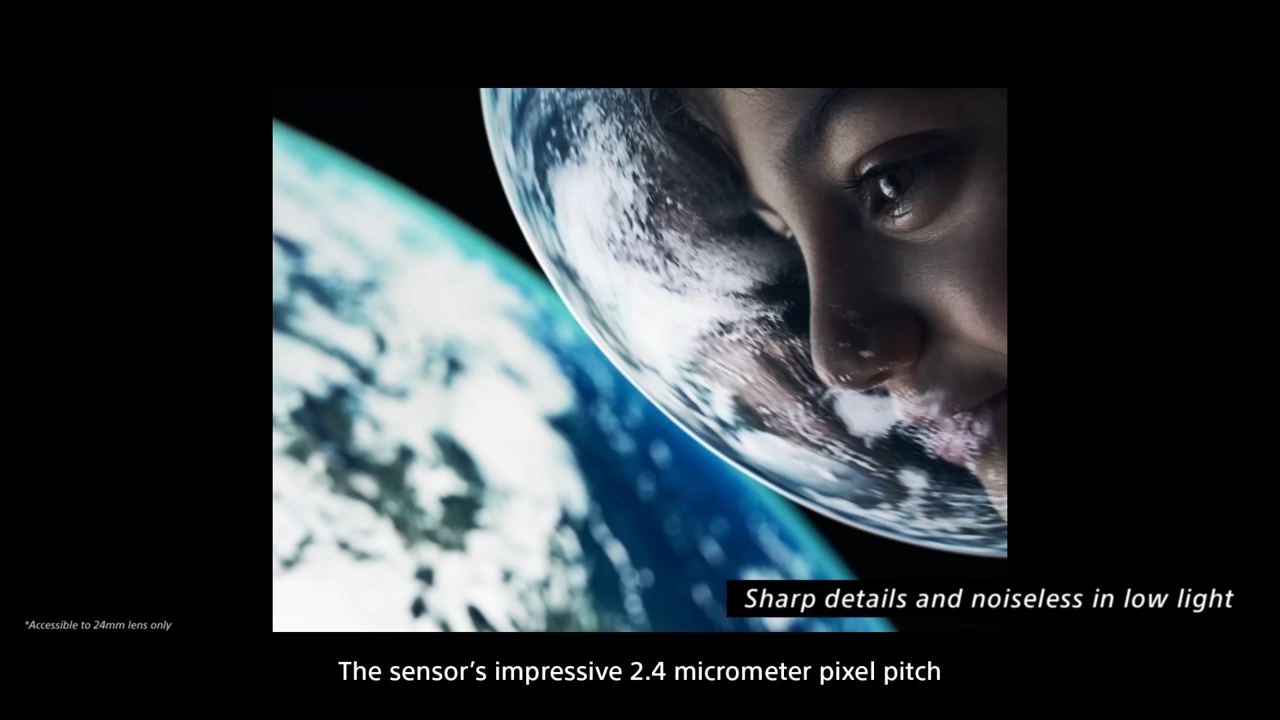 Sharp details and noiseless in low light
*Accessible to 24mm lens only
The sensor's impressive 2.4 micrometer pixel pitch